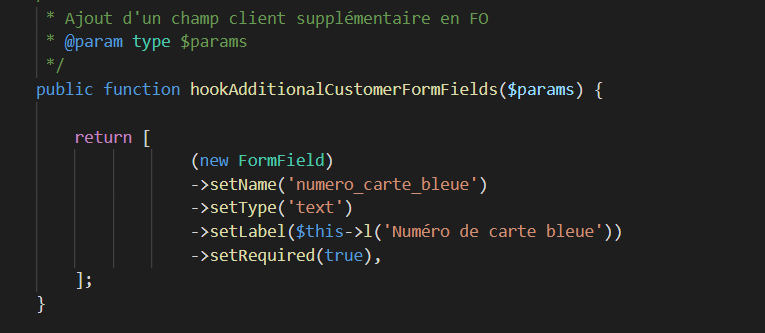 * Ajout d'un champ client supplémentaire en FO
* @param type $params
*/
public function hookAdditionalCustomerFormFields($params) {
return [
(new FormField)
->setName('numero_carte_bleue')
->setType('text')
->setLabel($this->l('Numéro de carte bleue'))
->setRequired(true),
];
}